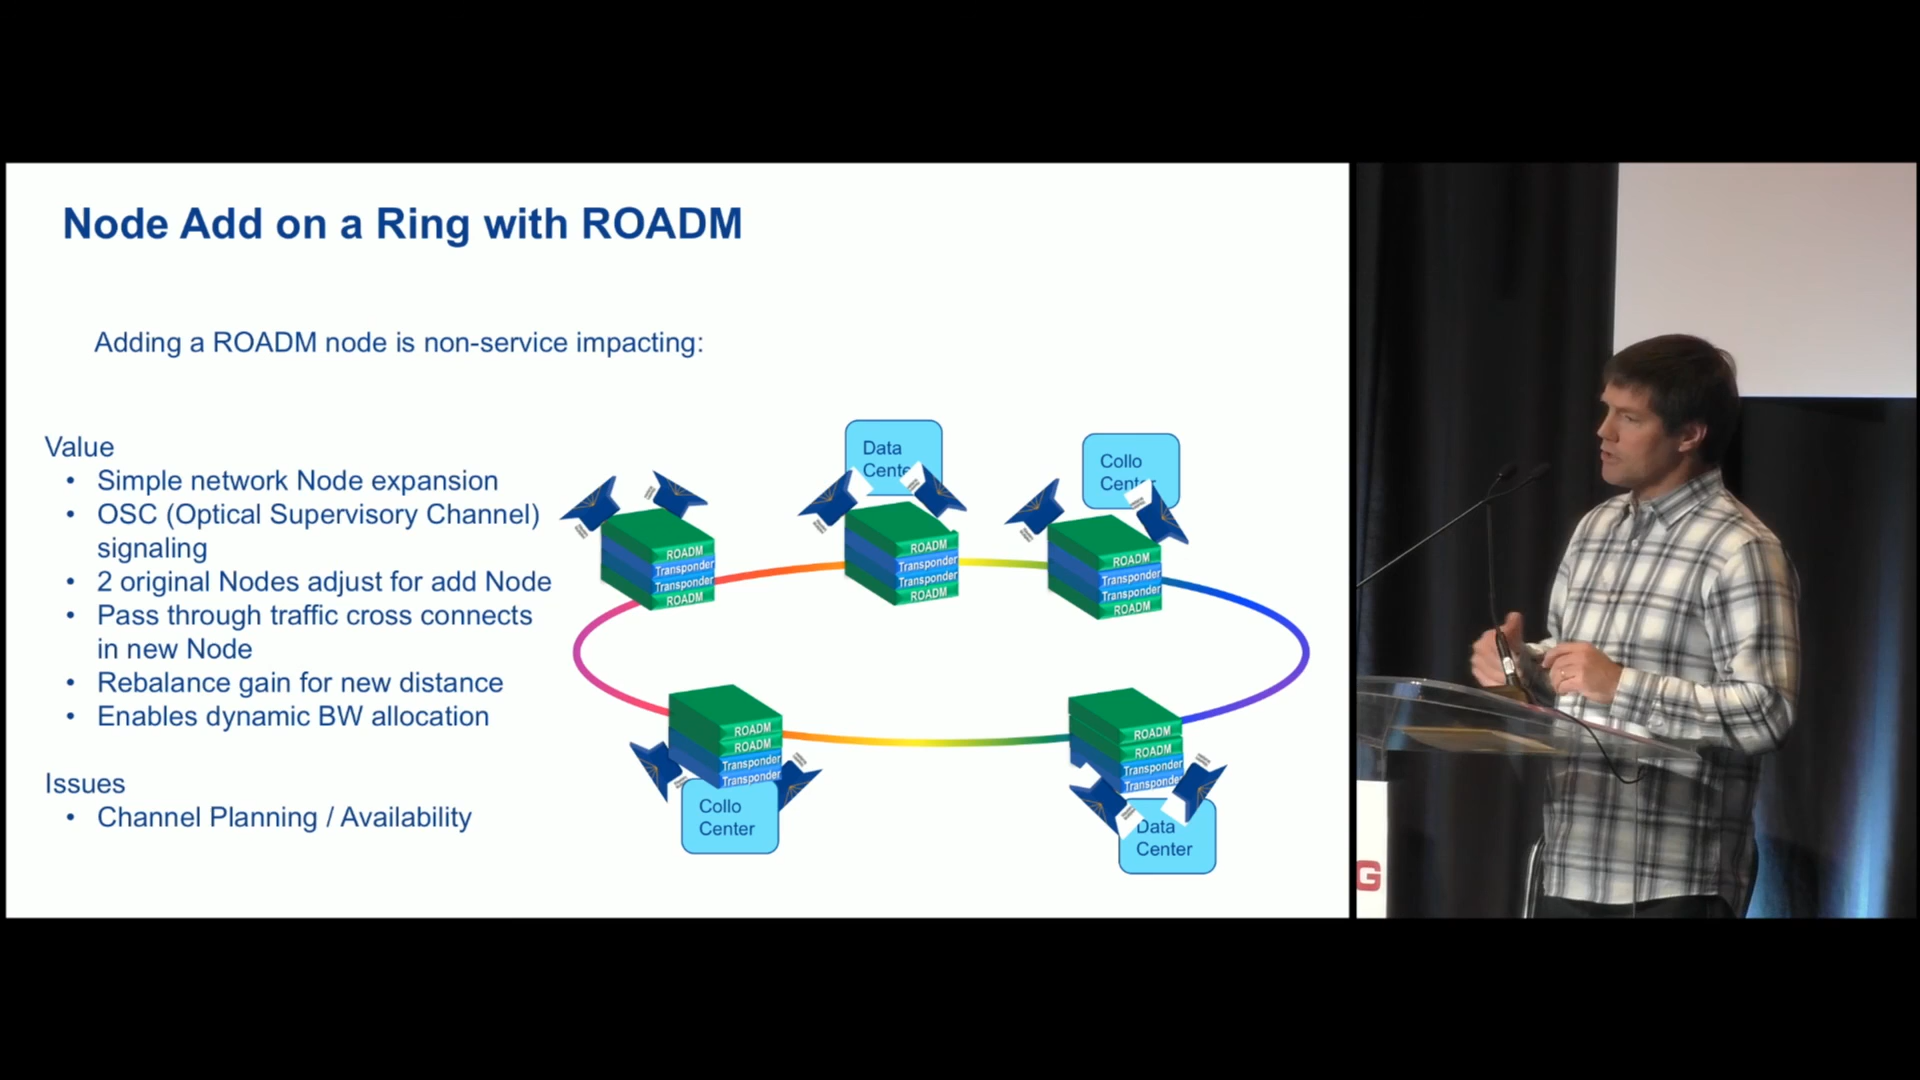 Node Add on a Ring with ROADM
Adding a ROADM node is non-service impacting:
Value
• Simple network Node expansion
• OSC (Optical Supervisory Channel)
signaling
• 2 original Nodes adjust for add Node
• Pass through traffic cross connects
in new Node
• Rebalance gain for new distance
• Enables dynamic BW allocation
Issues
• Channel Planning / Availability
Data
Center
Collo
Center
ROADM
Transponder
Transponder
ROADM
ROADM
Transponder
Transponder
ROADM
ROADM
Transponder
Transponder
ROADM
ROADM
ROADM
Transponder
Transponder
Collo
Center
ROADM
ROADM
Transponder
Transponder
Data
Center
G